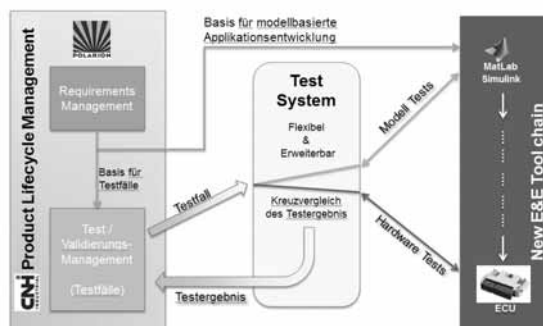 Product Lifecycle Management
CNH
INDUSTRIAL
POLARION
Requirements
Management
Basis für
Testfälle
Test /
Validierungs-
Management
(Testfälle)
Basis für modellbasierte
Applikationsentwicklung
Test
System
Flexibel
&
Erweiterbar
Kreuzvergleich
des Testergebnis
Testfall
Testergebnis
Modell Tests
Hardware Tests
New E&E Tool chain
MatLab
Simulink
ECU